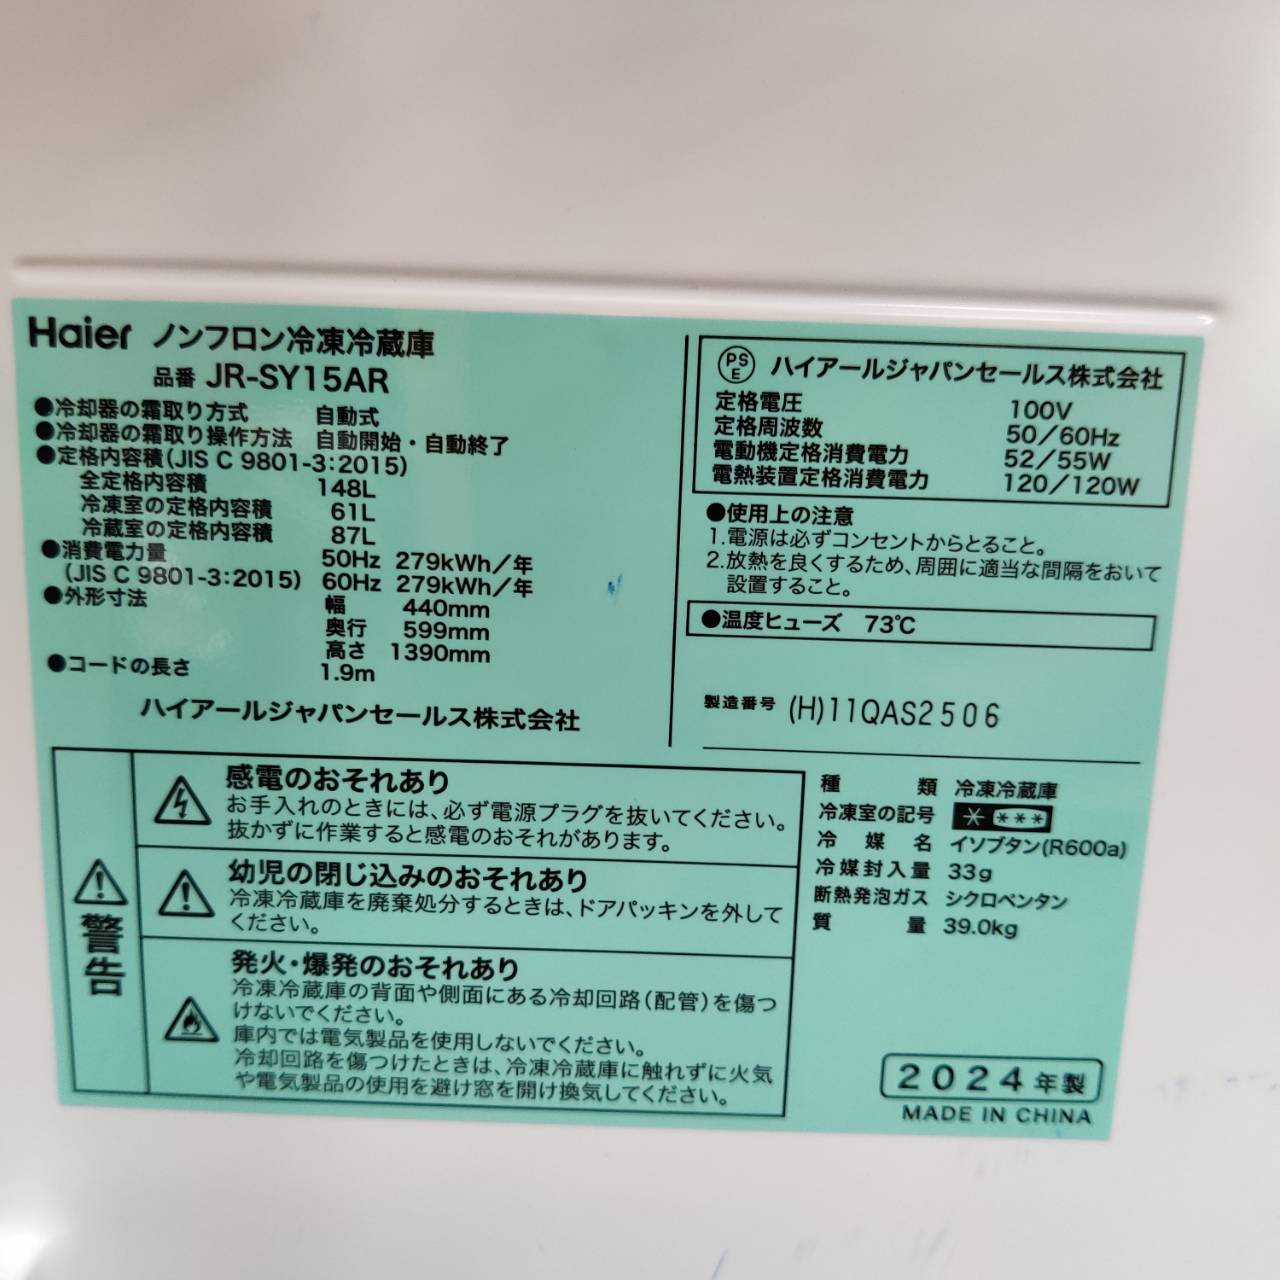 Haier ノンフロン冷凍冷蔵庫
品番 JR-SY15AR
●冷却器の霜取り方式 自動式
●冷却器の霜取り操作方法 自動開始・自動終了
●定格内容積(JIS C 9801-3:2015)
全定格内容積 148L
冷凍室の定格内容積 61L
冷蔵室の定格内容積 87L
●消費電力量 50Hz 279kWh/年
(JIS C 9801-3:2015) 60Hz 279kWh/年
●外形寸法 幅 440mm
奥行 599mm
高さ 1390mm
●コードの長さ 1.9m
ハイアールジャパンセールス株式会社
PS
E
ハイアールジャパンセールス株式会社
定格電圧 100V
定格周波数 50/60Hz
電動機定格消費電力 52/55W
電熱装置定格消費電力 120/120W
●使用上の注意
1.電源は必ずコンセントからとること。
2.放熱を良くするため、周囲に適当な間隔をおいて
設置すること。
●温度ヒューズ 73℃
製造番号 (H)11QAS2506
警告
感電のおそれあり
お手入れのときには、必ず電源プラグを抜いてください。
抜かずに作業すると感電のおそれがあります。
幼児の閉じ込めのおそれあり
冷凍冷蔵庫を廃棄処分するときは、ドアパッキンを外して
ください。
発火・爆発のおそれあり
冷凍冷蔵庫の背面や側面にある冷却回路(配管)を傷つ
けないでください。
庫内では電気製品を使用しないでください。
冷却回路を傷つけたときは、冷凍冷蔵庫に触れずに火気
や電気製品の使用を避け窓を開け換気してください。
種類 冷凍冷蔵庫
冷凍室の記号 * ***
冷媒名 イソブタン(R600a)
冷媒封入量 33g
断熱発泡ガス シクロペンタン
質量 39.0kg
2024年製
MADE IN CHINA